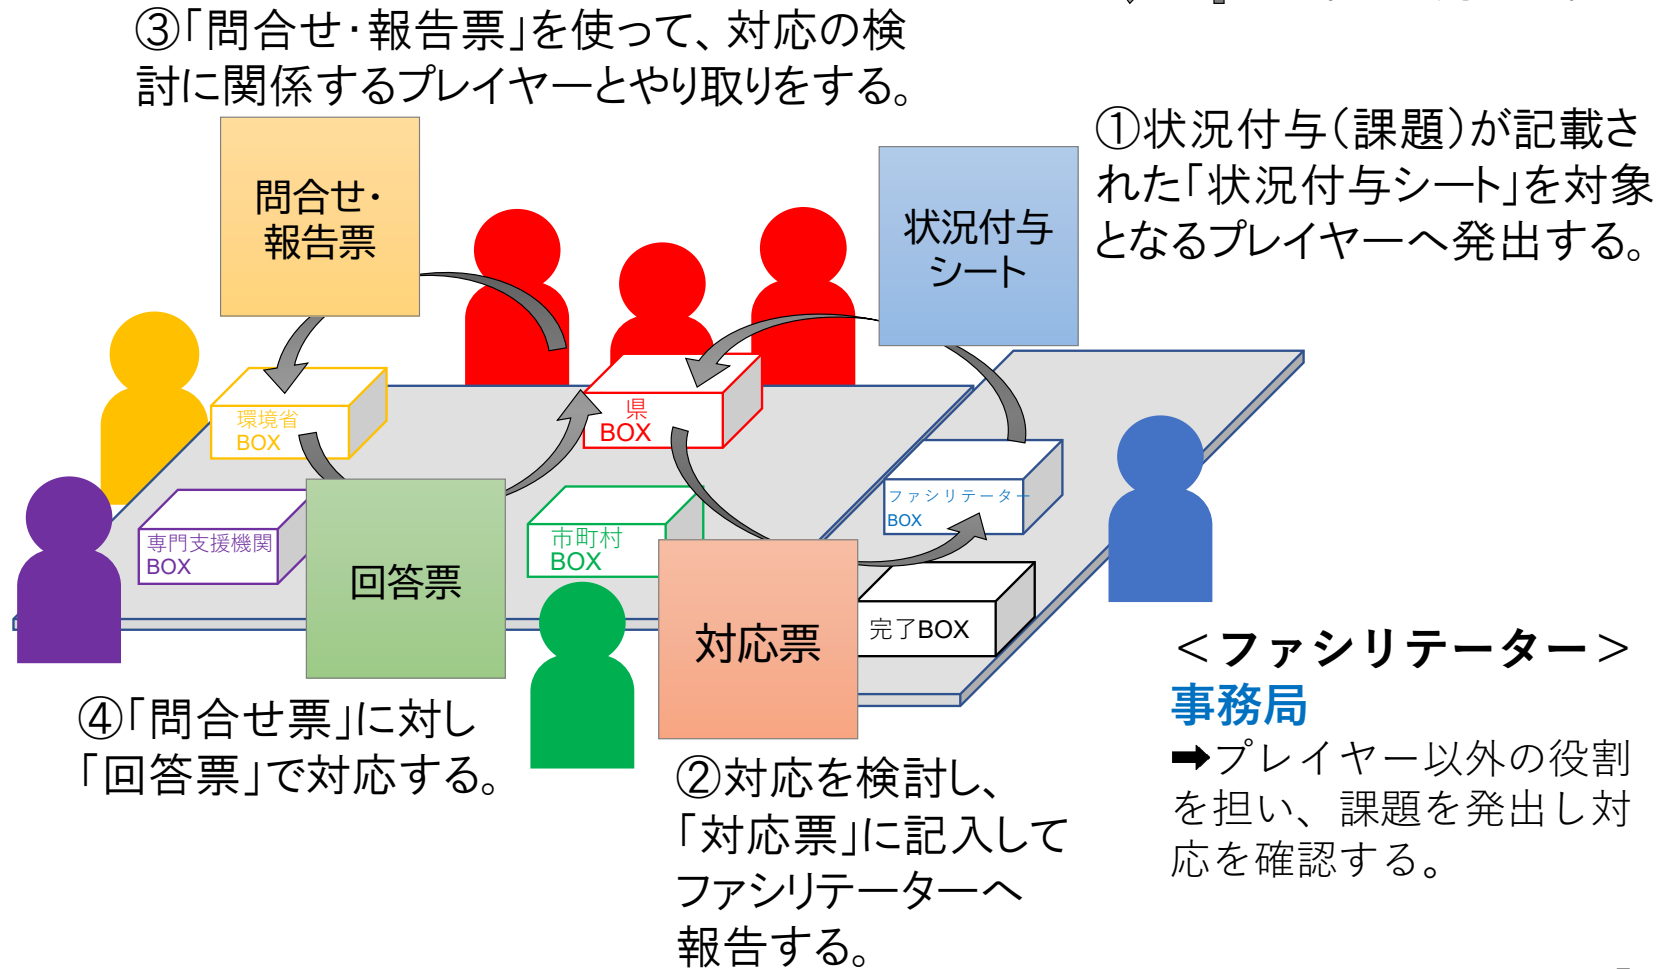 ③「問合せ・報告票」を使って、対応の検
討に関係するプレイヤーとやり取りをする。
①状況付与（課題）が記載さ
れた「状況付与シート」を対象
となるプレイヤーへ発出する。
問合せ・
報告票
状況付与
シート
環境省
BOX
県
BOX
ファシリテーター
BOX
専門支援機関
BOX
市町村
BOX
回答票
対応票
完了BOX
④「問合せ票」に対し
「回答票」で対応する。
②対応を検討し、
「対応票」に記入して
ファシリテーターへ
報告する。
＜ファシリテーター＞
事務局
➡プレイヤー以外の役割
を担い、課題を発出し対
応を確認する。